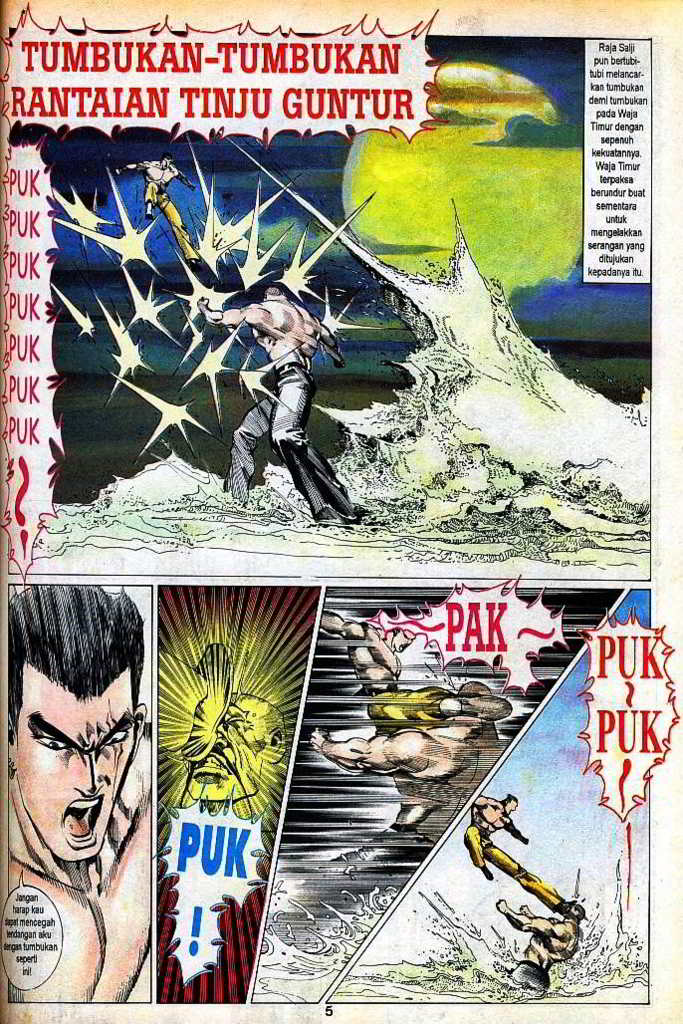 TUMBUKAN-TUMBUKAN
RANTAIAN TINJU GUNTUR
Raja Salji
pun bertubi-
tubi melancar-
kan tumbukan
demi tumbukan
pada Waja
Timur dengan
sepenuh
kekuatannya.
Waja Timur
terpaksa
berundur buat
sementara
untuk
mengelakkan
serangan yang
ditujukan
kepadanya itu.
PUK
PUK
PUK
PUK
PUK
PUK
PUK
~
!
Jangan
harap kau
dapat mencegah
tendangan aku
dengan tumbukan
seperti
ini!
PUK
!
~PAK~
PUK
~
PUK
!
5